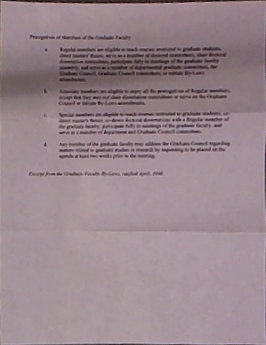 Prerogatives of Members of the Graduate Faculty
a. Regular members are eligible to teach courses restricted to graduate students,
direct master's theses, serve as a member of doctoral committees, chair doctoral
dissertation committees, participate fully in meetings of the graduate faculty
assembly, and serve as a member of departmental graduate committees, the
Graduate Council, Graduate Council committees, or initiate By-Laws
amendments.
b. Associate members are eligible to enjoy all the prerogatives of Regular members,
except that they may not chair dissertation committees or serve on the Graduate
Council or initiate By-Laws amendments.
c. Special members are eligible to teach courses restricted to graduate students, co-
direct master's theses, co-direct doctoral dissertations with a Regular member of
the graduate faculty, participate fully in meetings of the graduate faculty, and
serve as a member of department and Graduate Council committees.
d. Any member of the graduate faculty may address the Graduate Council regarding
matters related to graduate studies or research by requesting to be placed on the
agenda at least two weeks prior to the meeting.
Excerpt from the Graduate Faculty By-Laws, ratified April,